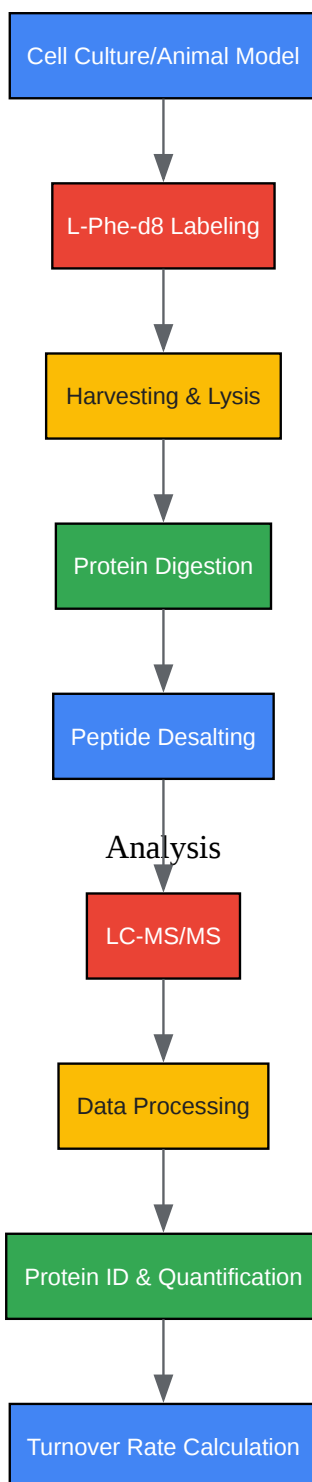 Cell Culture/Animal Model
L-Phe-d8 Labeling
Harvesting & Lysis
Protein Digestion
Peptide Desalting
Analysis
LC-MS/MS
Data Processing
Protein ID & Quantification
Turnover Rate Calculation